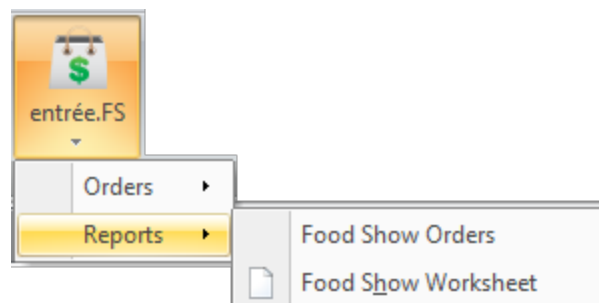 $
entrée.FS
Orders
Reports
Food Show Orders
Food Show Worksheet